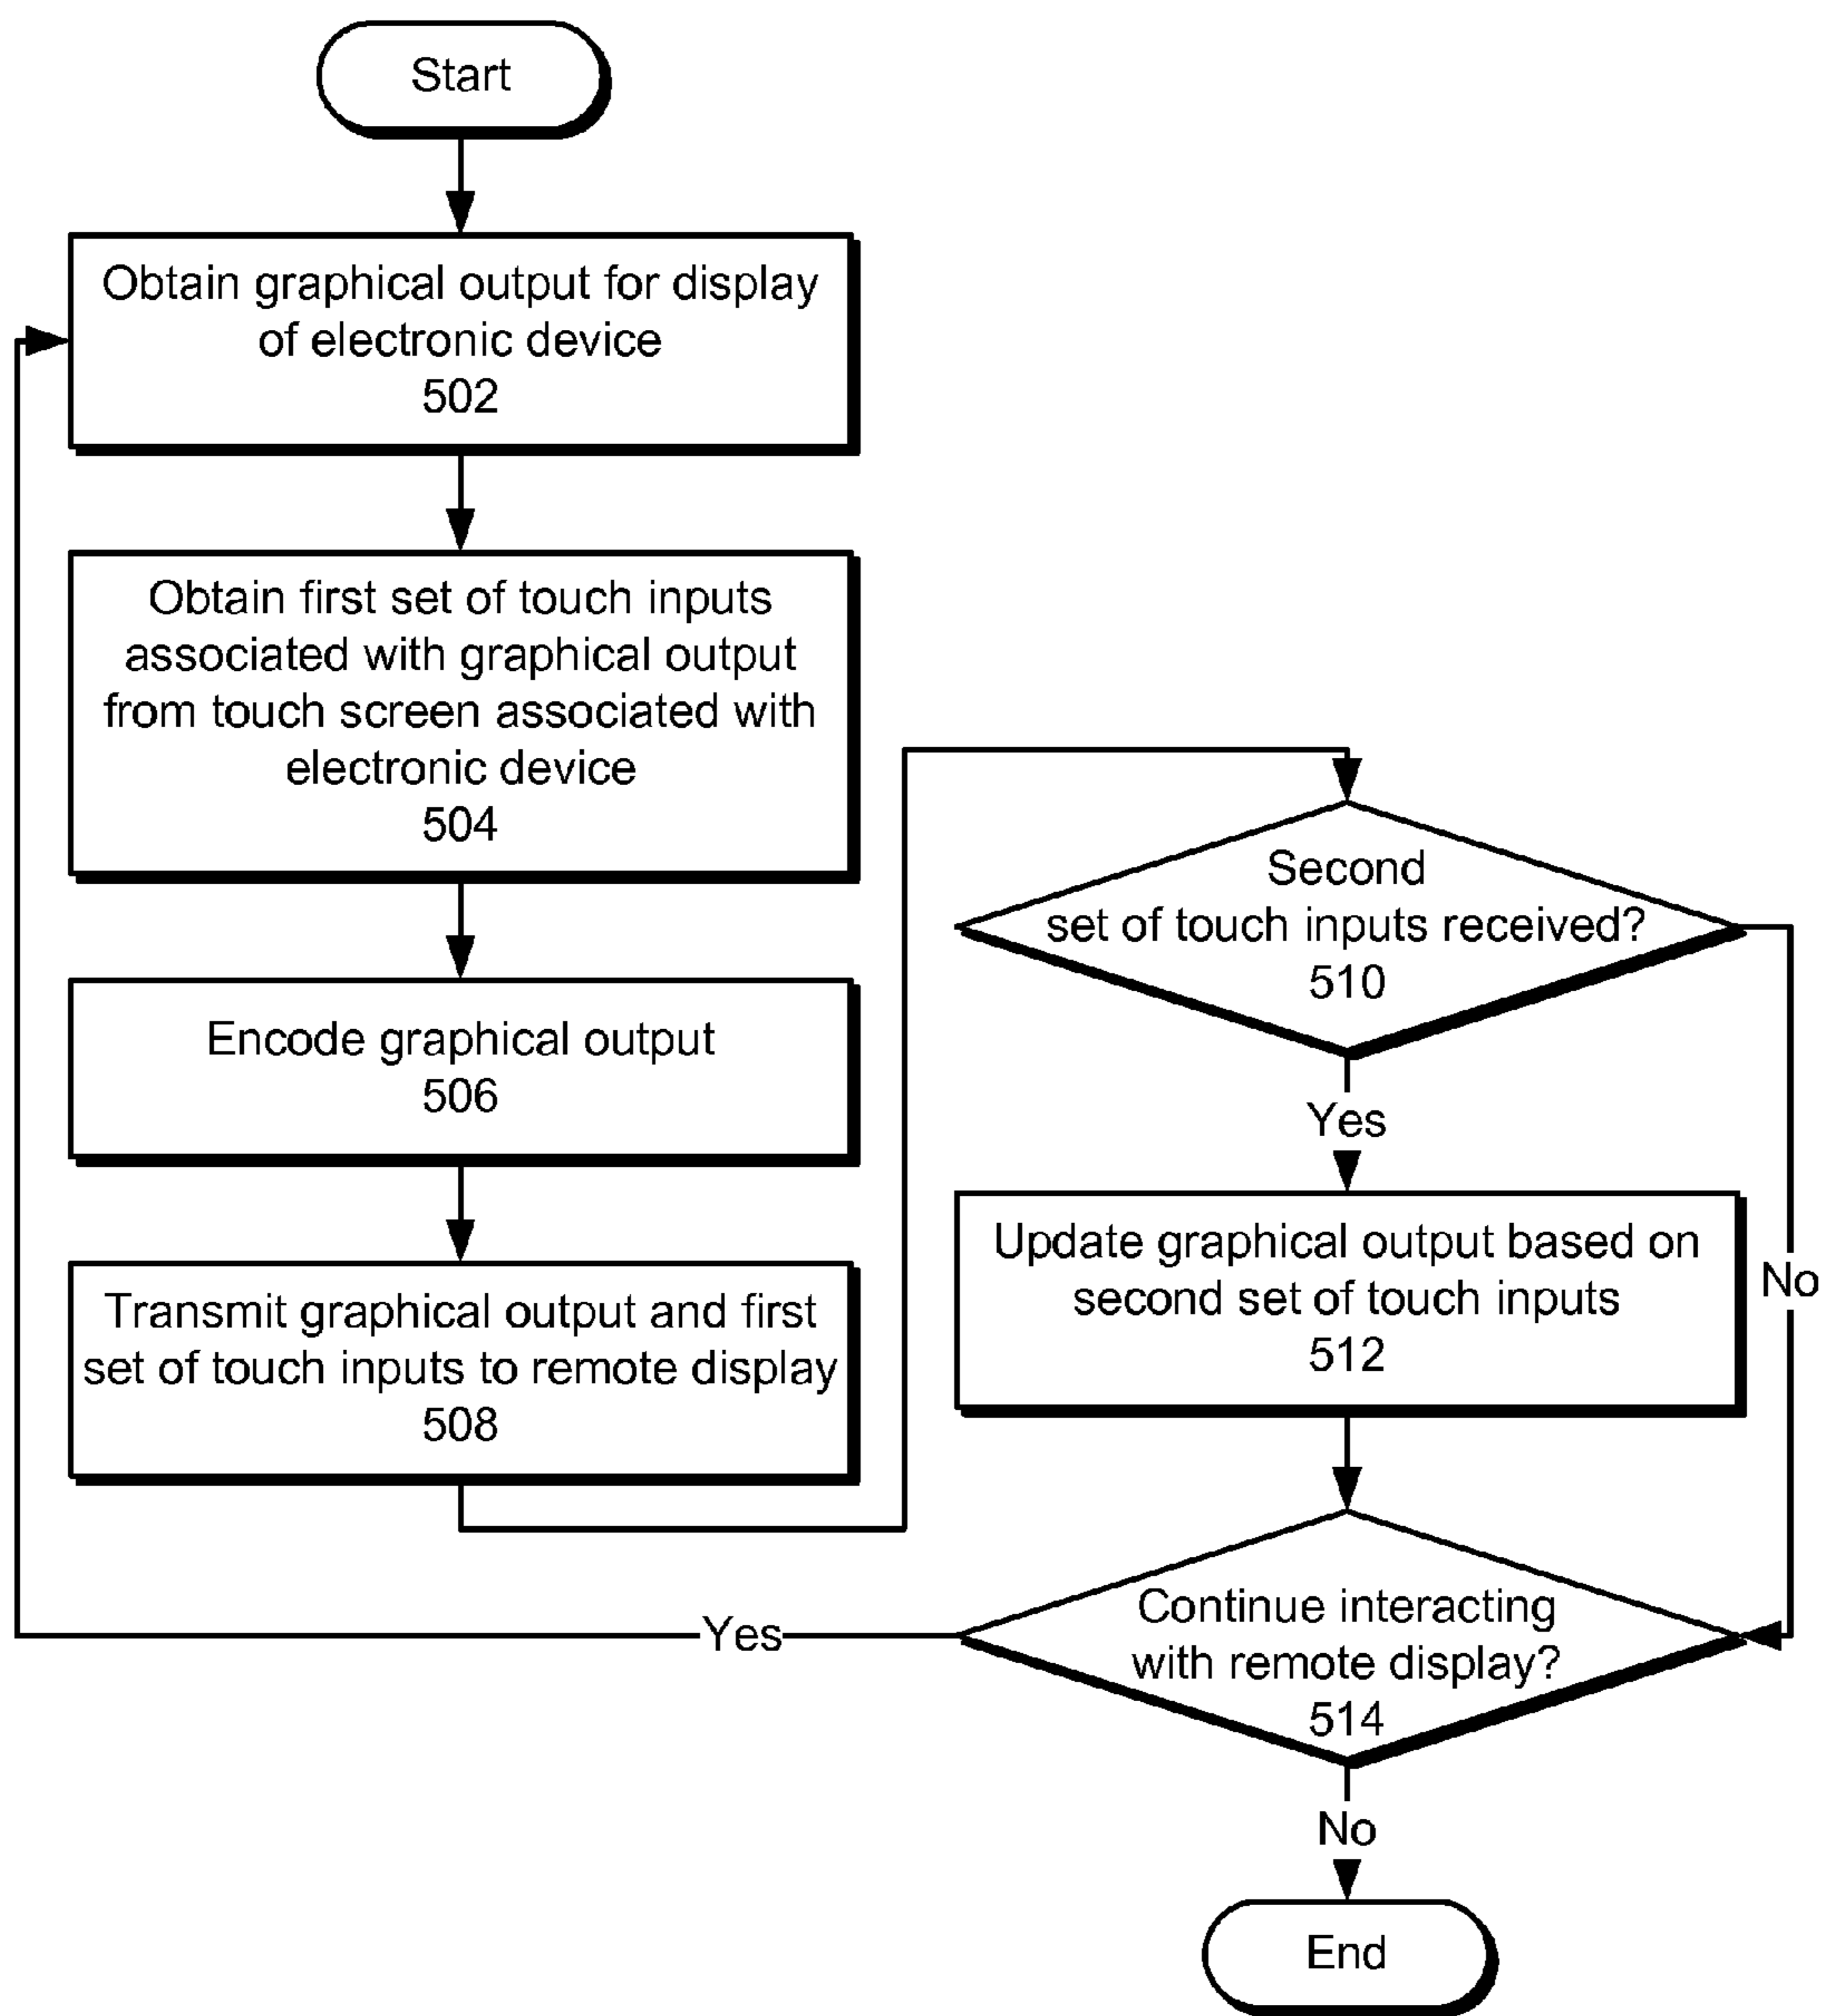 Start
Obtain graphical output for display
of electronic device
502
Obtain first set of touch inputs
associated with graphical output
from touch screen associated with
electronic device
504
Encode graphical output
506
Transmit graphical output and first
set of touch inputs to remote display
508
Second
set of touch inputs received?
510
Yes
No
Update graphical output based on
second set of touch inputs
512
Continue interacting
with remote display?
514
Yes
No
End